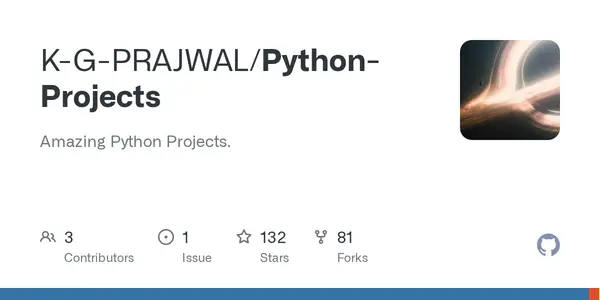 K-G-PRAJWAL/Python-
Projects
Amazing Python Projects.
3 1 132 81
Contributors Issue Stars Forks